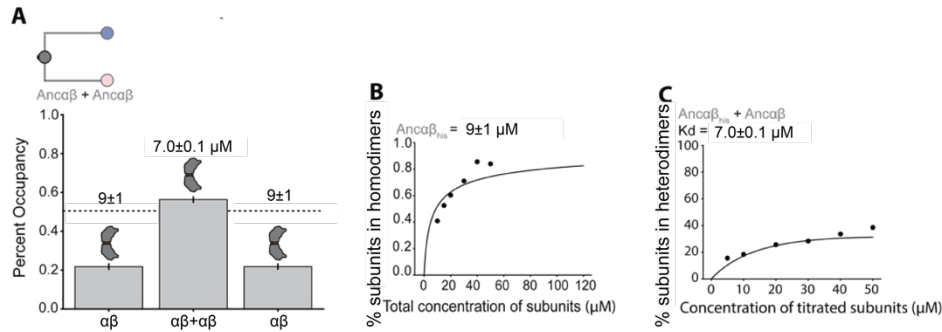 A
Ancαβ + Ancαβ
Percent Occupancy
1.0
0.8
0.6
0.4
0.2
0.0
9±1
7.0±0.1 μM
9±1
αβ
αβ+αβ
αβ
B
% subunits in homodimers
Ancαβhis = 9±1 μM
1.0
0.8
0.6
0.4
0.2
0.0
0 20 40 60 80 100 120
Total concentration of subunits (μM)
C
% subunits in heterodimers
Ancαβhis + Ancαβ
Kd = 7.0±0.1 μM
100
80
60
40
20
0
0 10 20 30 40 50
Concentration of titrated subunits (μM)